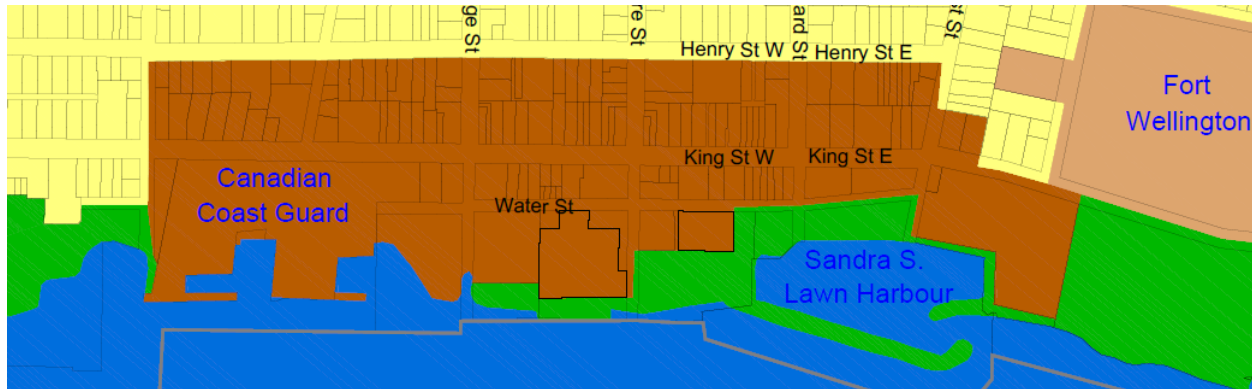 ge St
re St
ard St
st St
Henry St W
Henry St E
Fort
Wellington
King St W
King St E
Canadian
Coast Guard
Water St
Sandra S.
Lawn Harbour